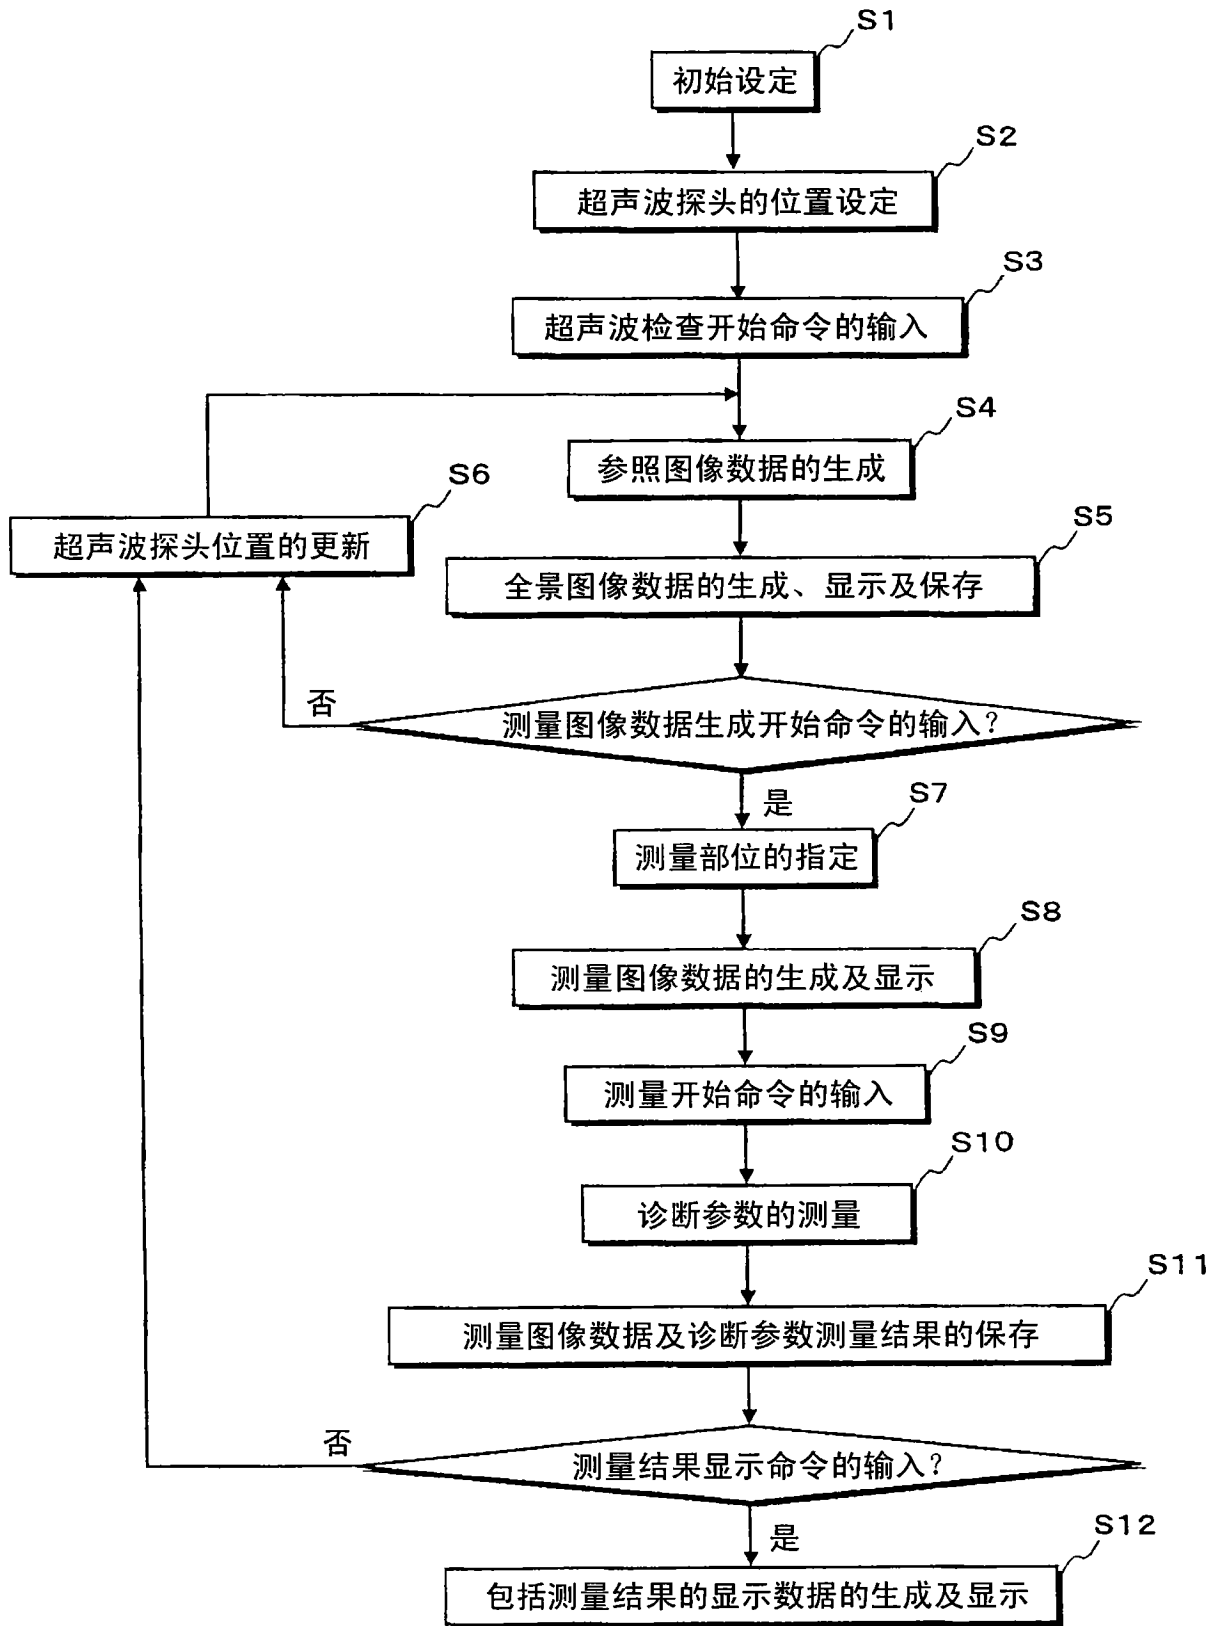 S1
初始设定
S2
超声波探头的位置设定
S3
超声波检查开始命令的输入
S4
参照图像数据的生成
S6
超声波探头位置的更新
S5
全景图像数据的生成、显示及保存
否
测量图像数据生成开始命令的输入?
是
S7
测量部位的指定
S8
测量图像数据的生成及显示
S9
测量开始命令的输入
S10
诊断参数的测量
S11
测量图像数据及诊断参数测量结果的保存
否
测量结果显示命令的输入?
是
S12
包括测量结果的显示数据的生成及显示